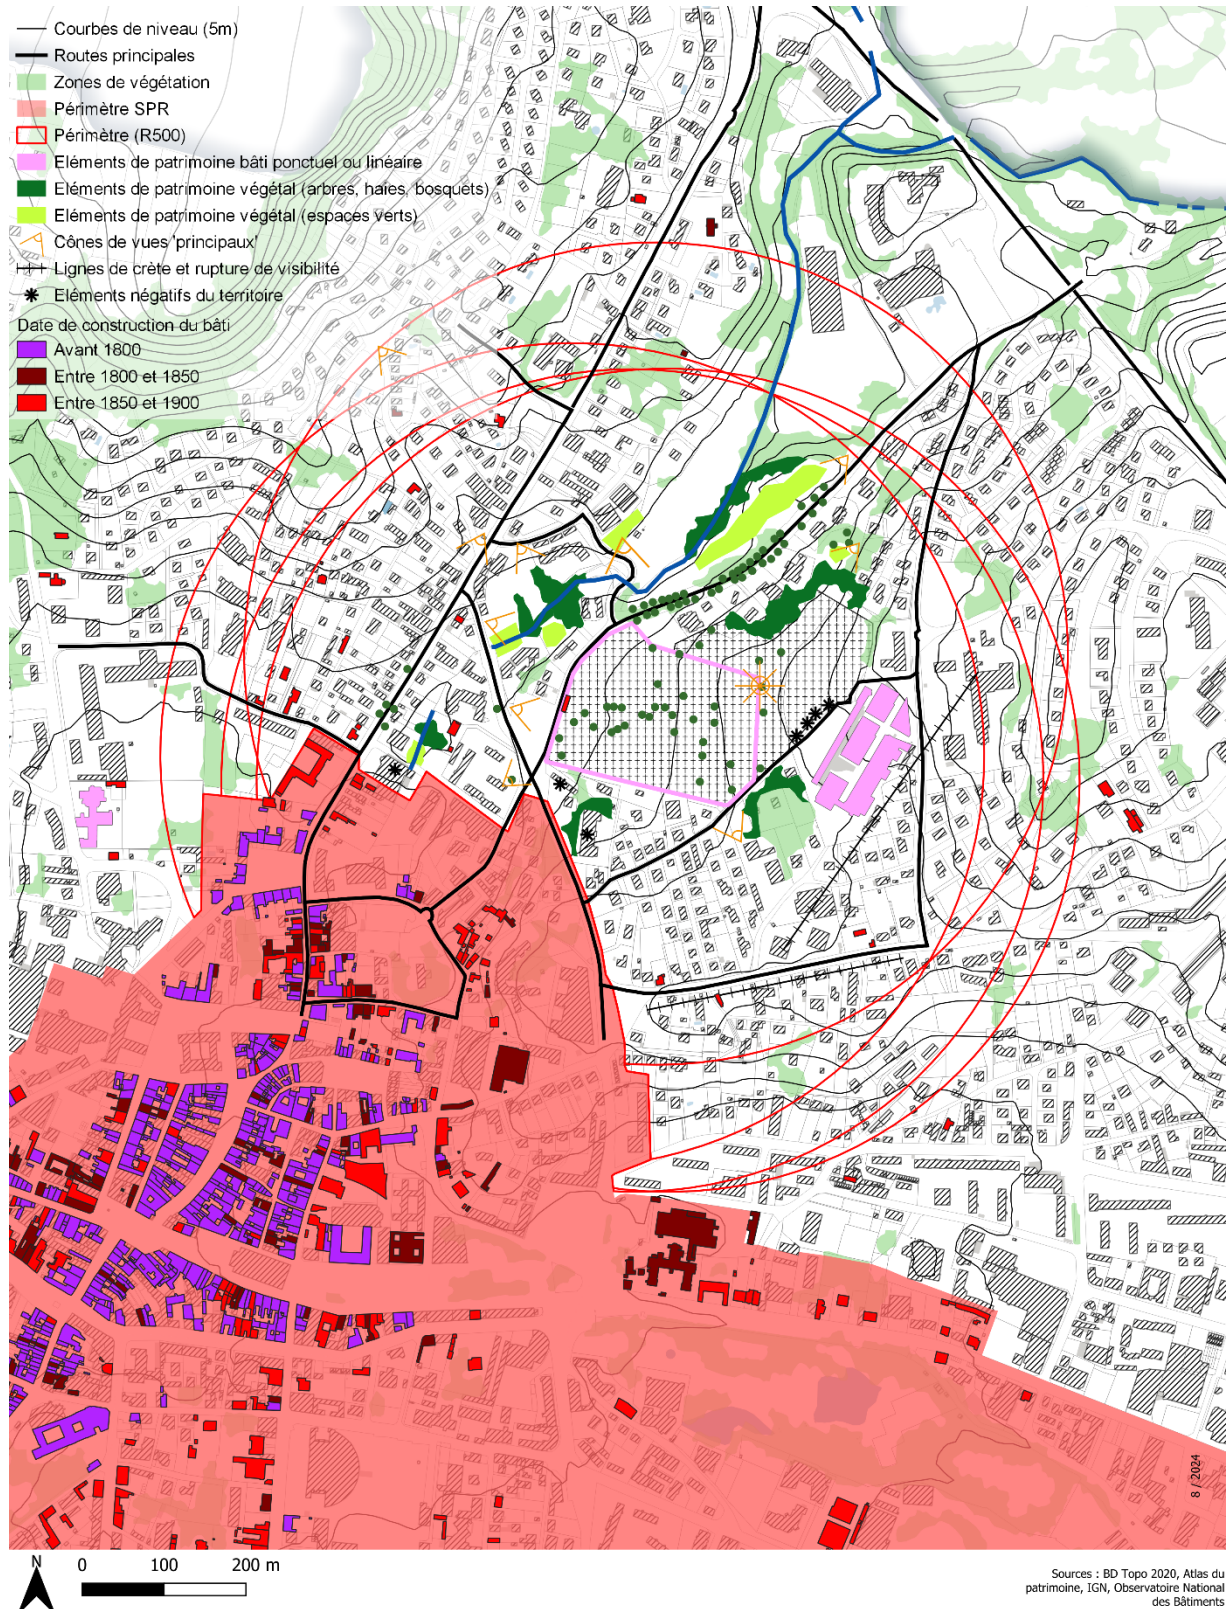 Courbes de niveau (5m)
Routes principales
Zones de végétation
Périmètre SPR
Périmètre (R500)
Eléments de patrimoine bâti ponctuel ou linéaire
Eléments de patrimoine végétal (arbres, haies, bosquets)
Eléments de patrimoine végétal (espaces verts)
Cônes de vues 'principaux'
Lignes de crète et rupture de visibilité
Eléments négatifs du territoire
Date de construction du bâti
Avant 1800
Entre 1800 et 1850
Entre 1850 et 1900
8 / 2024
N
0 100 200 m
Sources : BD Topo 2020, Atlas du
patrimoine, IGN, Observatoire National
des Bâtiments